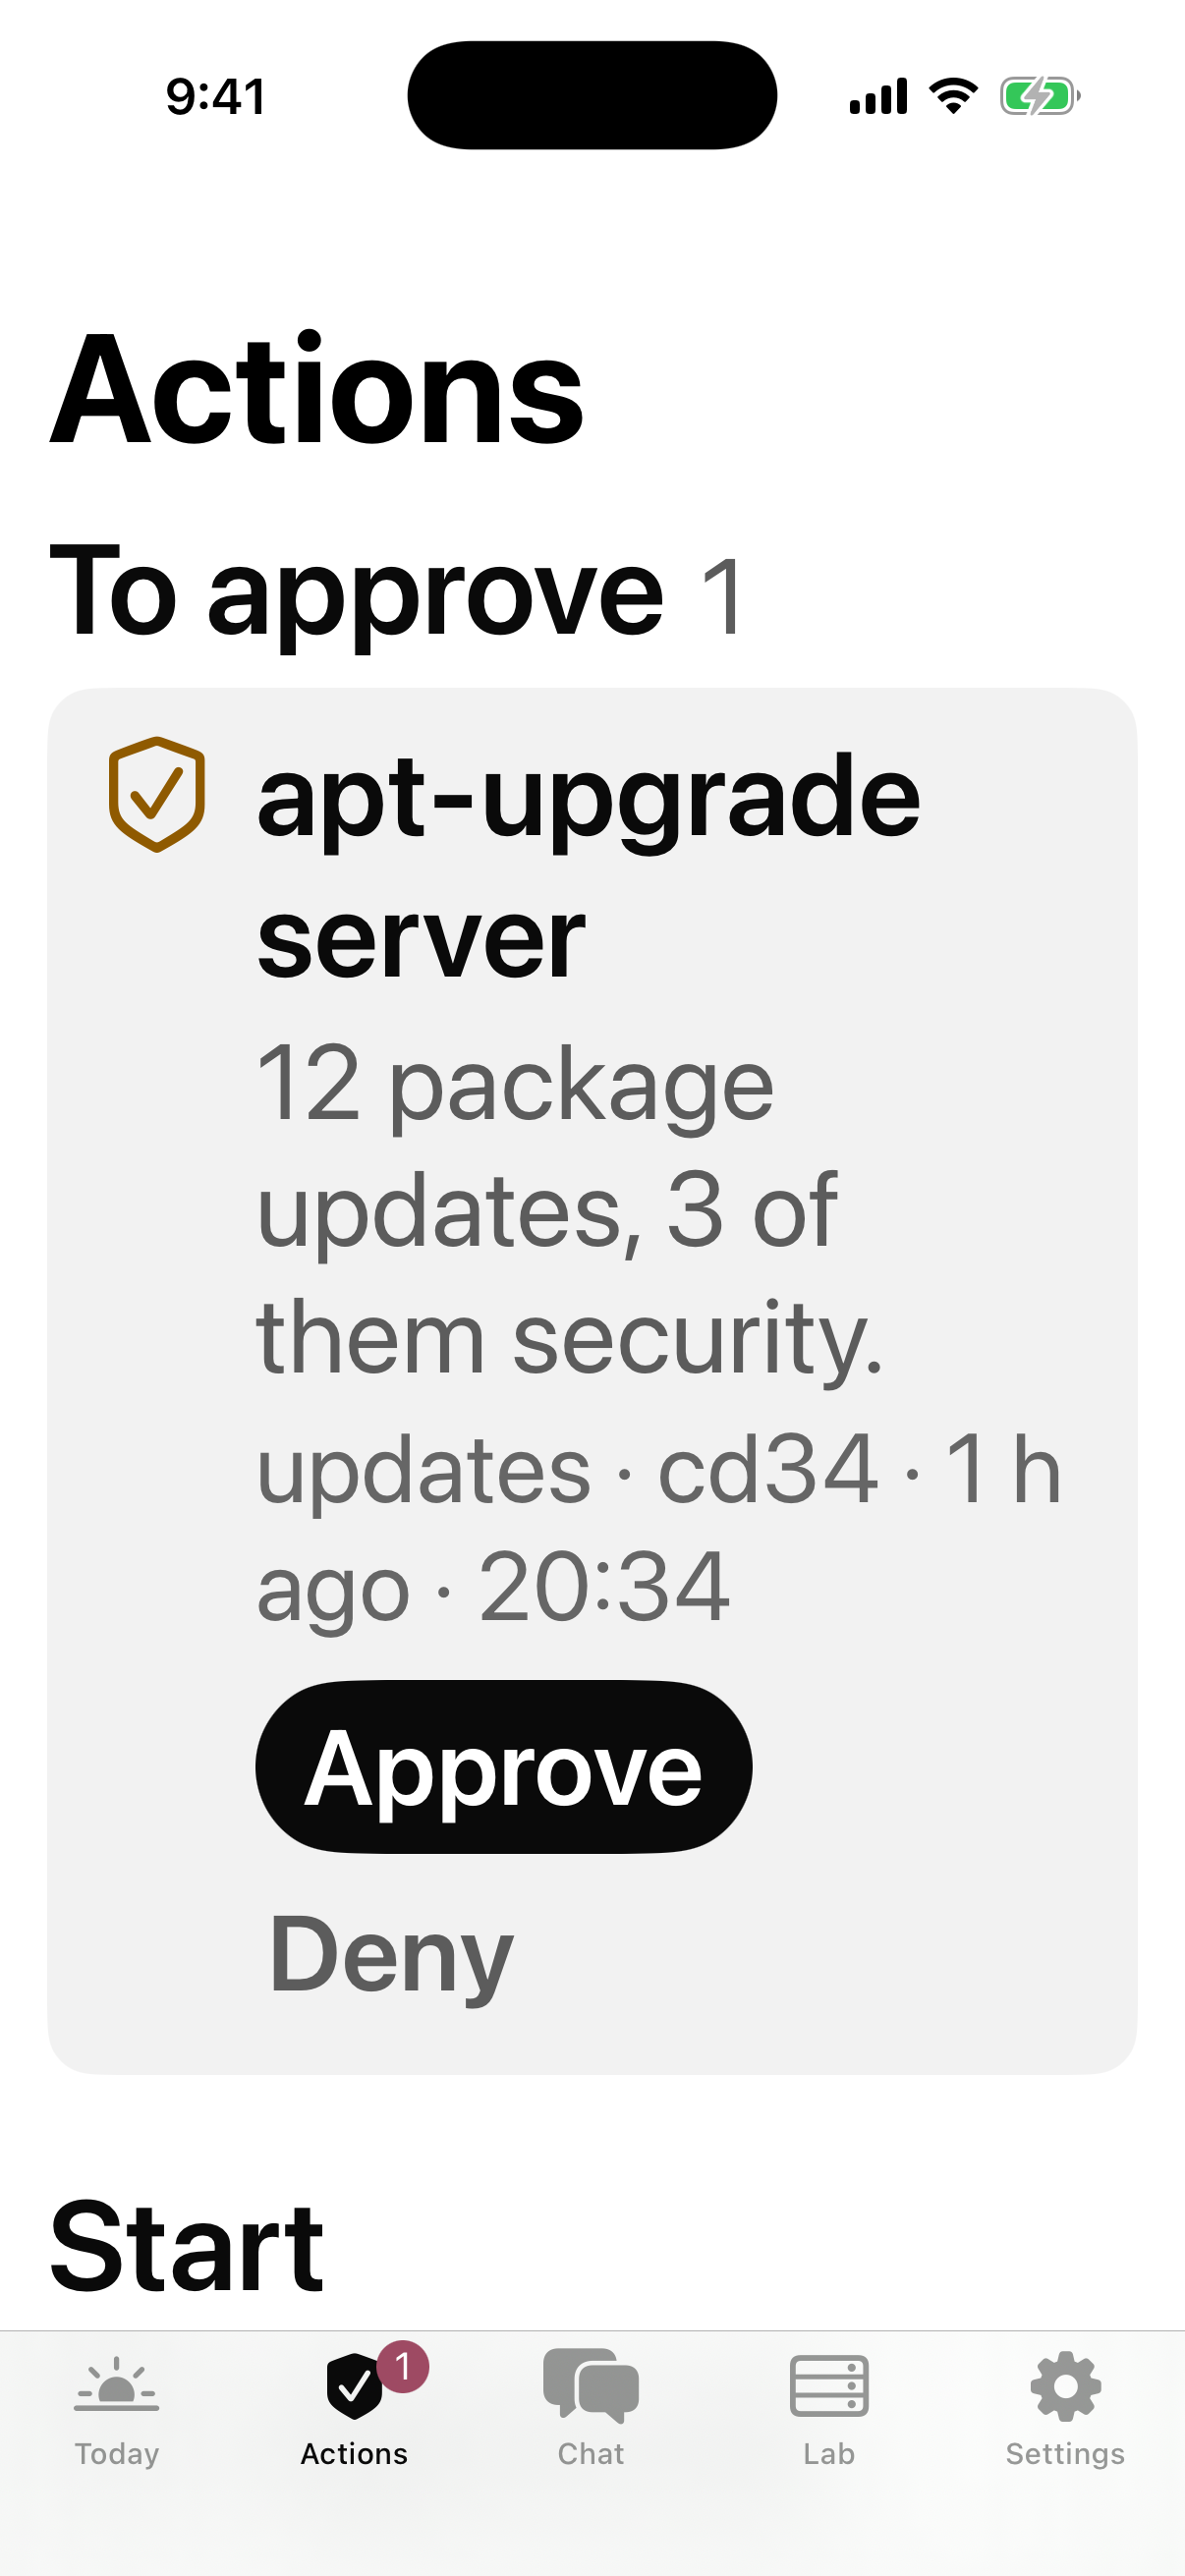 9:41
Actions
To approve 1
apt-upgrade
server
12 package
updates, 3 of
them security.
updates · cd34 · 1 h
ago · 20:34
Approve
Deny
Start
1
Today
Actions
Chat
Lab
Settings